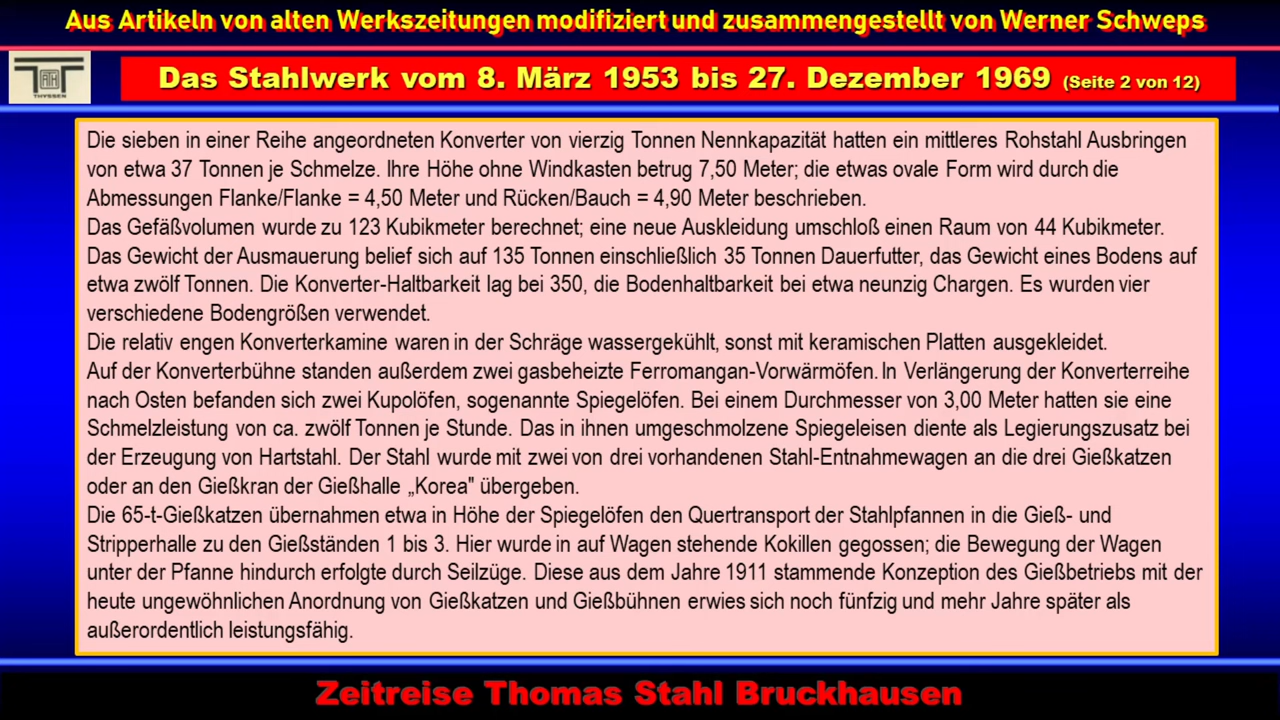 Aus Artikeln von alten Werkszeitungen modifiziert und zusammengestellt von Werner Schweps
ATH
THYSSEN
Das Stahlwerk vom 8. März 1953 bis 27. Dezember 1969 (Seite 2 von 12)
Die sieben in einer Reihe angeordneten Konverter von vierzig Tonnen Nennkapazität hatten ein mittleres Rohstahl Ausbringen
von etwa 37 Tonnen je Schmelze. Ihre Höhe ohne Windkasten betrug 7,50 Meter; die etwas ovale Form wird durch die
Abmessungen Flanke/Flanke = 4,50 Meter und Rücken/Bauch = 4,90 Meter beschrieben.
Das Gefäßvolumen wurde zu 123 Kubikmeter berechnet; eine neue Auskleidung umschloß einen Raum von 44 Kubikmeter.
Das Gewicht der Ausmauerung belief sich auf 135 Tonnen einschließlich 35 Tonnen Dauerfutter, das Gewicht eines Bodens auf
etwa zwölf Tonnen. Die Konverter-Haltbarkeit lag bei 350, die Bodenhaltbarkeit bei etwa neunzig Chargen. Es wurden vier
verschiedene Bodengrößen verwendet.
Die relativ engen Konverterkamine waren in der Schräge wassergekühlt, sonst mit keramischen Platten ausgekleidet.
Auf der Konverterbühne standen außerdem zwei gasbeheizte Ferromangan-Vorwärmöfen. In Verlängerung der Konverterreihe
nach Osten befanden sich zwei Kupolöfen, sogenannte Spiegelöfen. Bei einem Durchmesser von 3,00 Meter hatten sie eine
Schmelzleistung von ca. zwölf Tonnen je Stunde. Das in ihnen umgeschmolzene Spiegeleisen diente als Legierungszusatz bei
der Erzeugung von Hartstahl. Der Stahl wurde mit zwei von drei vorhandenen Stahl-Entnahmewagen an die drei Gießkatzen
oder an den Gießkran der Gießhalle „Korea" übergeben.
Die 65-t-Gießkatzen übernahmen etwa in Höhe der Spiegelöfen den Quertransport der Stahlpfannen in die Gieß- und
Stripperhalle zu den Gießständen 1 bis 3. Hier wurde in auf Wagen stehende Kokillen gegossen; die Bewegung der Wagen
unter der Pfanne hindurch erfolgte durch Seilzüge. Diese aus dem Jahre 1911 stammende Konzeption des Gießbetriebs mit der
heute ungewöhnlichen Anordnung von Gießkatzen und Gießbühnen erwies sich noch fünfzig und mehr Jahre später als
außerordentlich leistungsfähig.
Zeitreise Thomas Stahl Bruckhausen